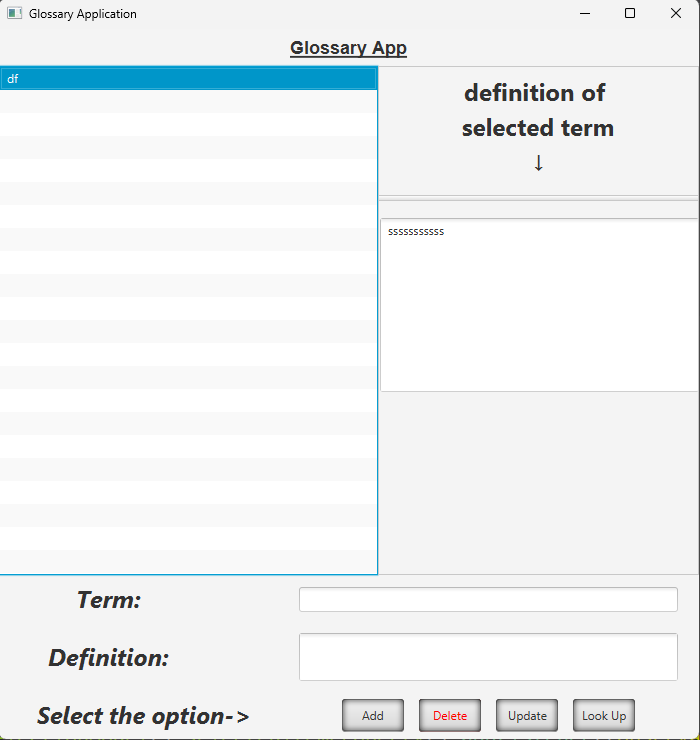 Glossary Application
Glossary App
df
definition of
selected term
↓
sssssssssss
Term:
Definition:
Select the option->
Add
Delete
Update
Look Up